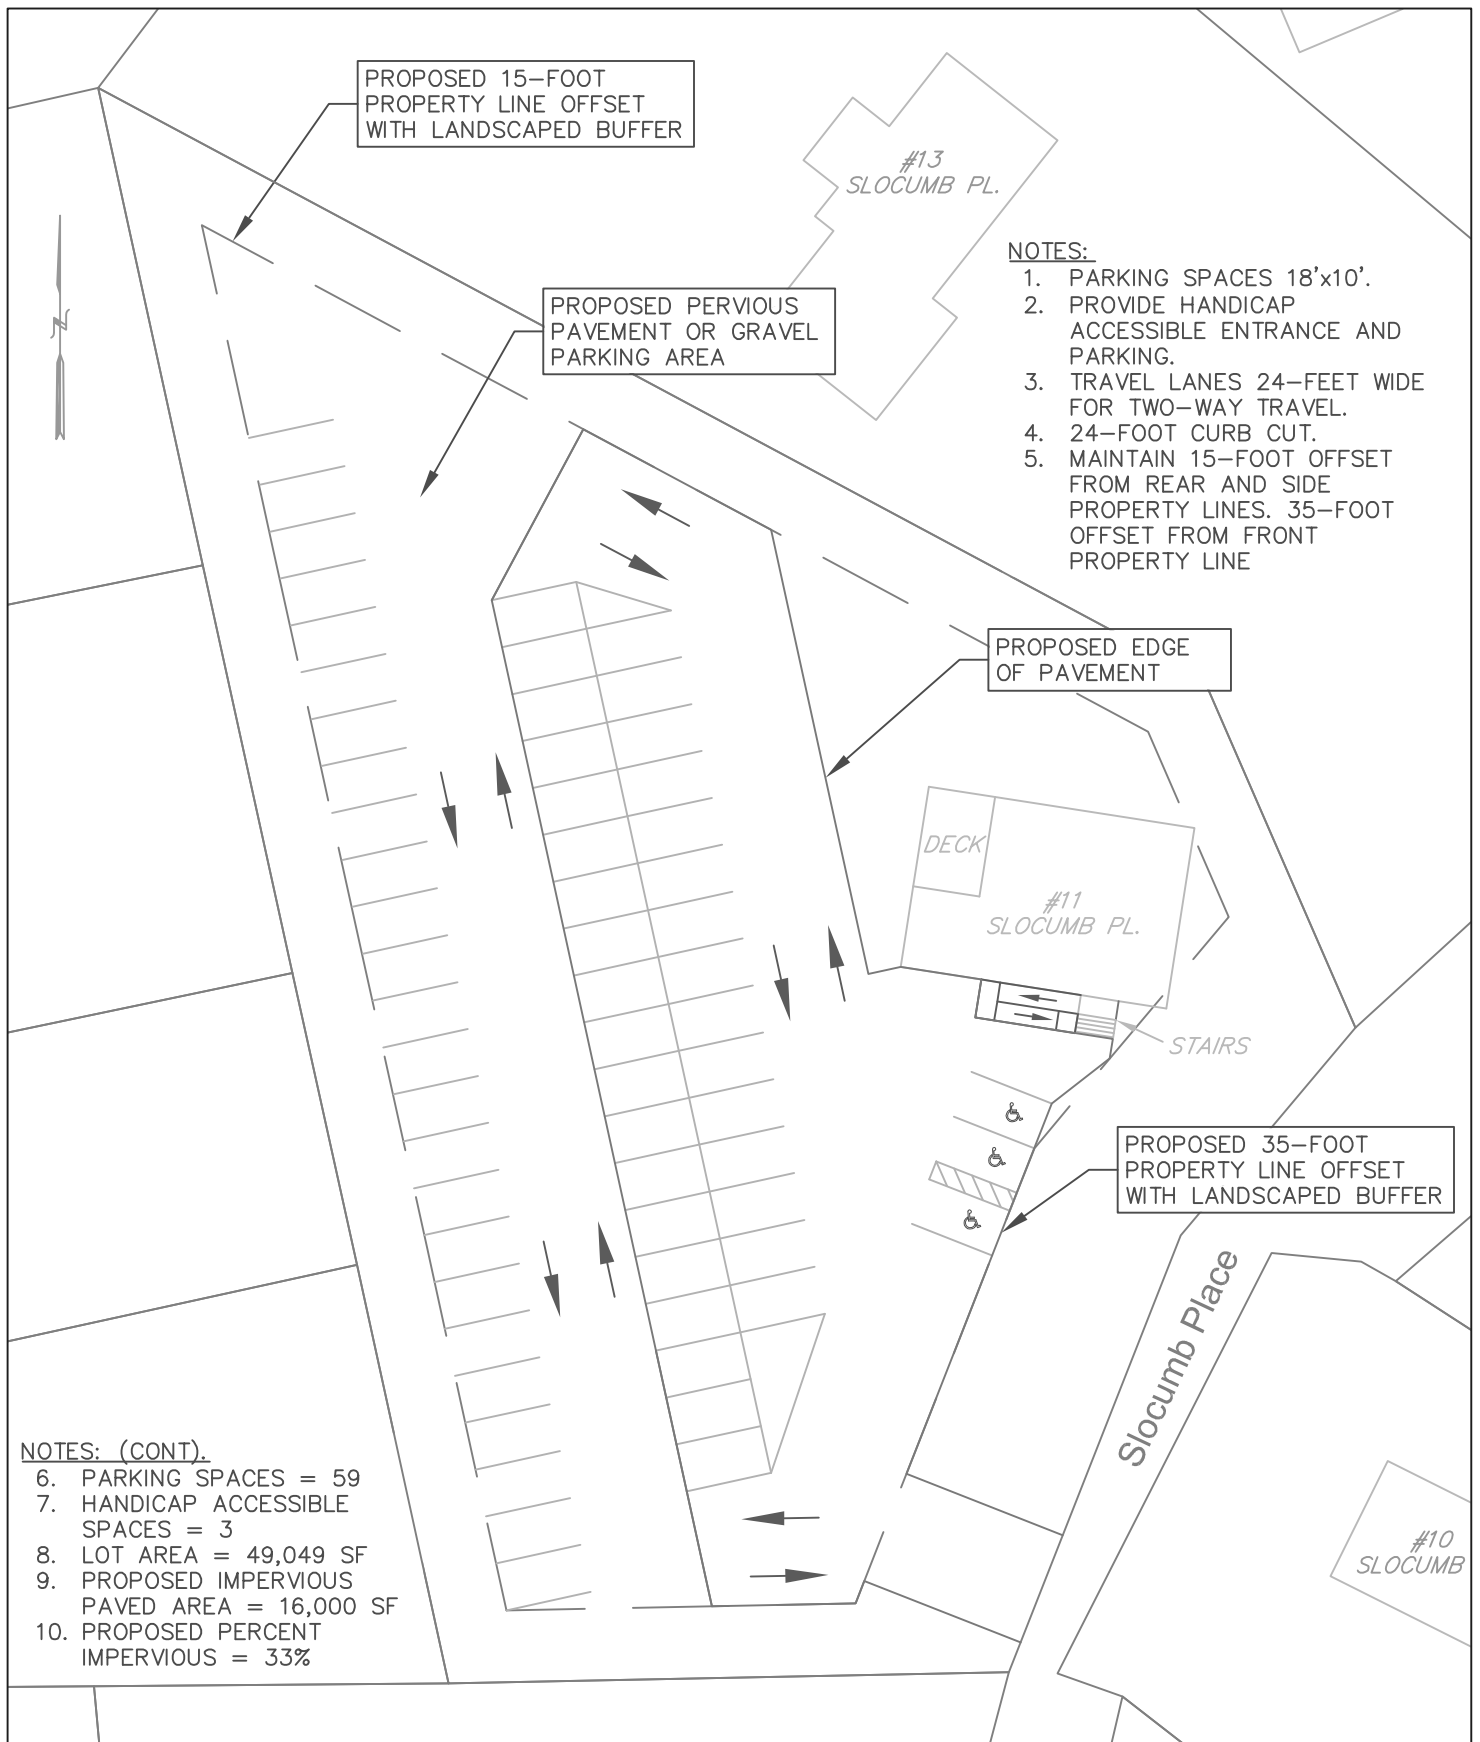 PROPOSED 15-FOOT
PROPERTY LINE OFFSET
WITH LANDSCAPED BUFFER
#13
SLOCUMB PL.
NOTES:
1. PARKING SPACES 18'x10'.
2. PROVIDE HANDICAP
ACCESSIBLE ENTRANCE AND
PARKING.
3. TRAVEL LANES 24-FEET WIDE
FOR TWO-WAY TRAVEL.
4. 24-FOOT CURB CUT.
5. MAINTAIN 15-FOOT OFFSET
FROM REAR AND SIDE
PROPERTY LINES. 35-FOOT
OFFSET FROM FRONT
PROPERTY LINE
N
PROPOSED PERVIOUS
PAVEMENT OR GRAVEL
PARKING AREA
PROPOSED EDGE
OF PAVEMENT
DECK
#11
SLOCUMB PL.
STAIRS
PROPOSED 35-FOOT
PROPERTY LINE OFFSET
WITH LANDSCAPED BUFFER
Slocumb Place
NOTES: (CONT).
6. PARKING SPACES = 59
7. HANDICAP ACCESSIBLE
SPACES = 3
8. LOT AREA = 49,049 SF
9. PROPOSED IMPERVIOUS
PAVED AREA = 16,000 SF
10. PROPOSED PERCENT
IMPERVIOUS = 33%
#10
SLOCUMB